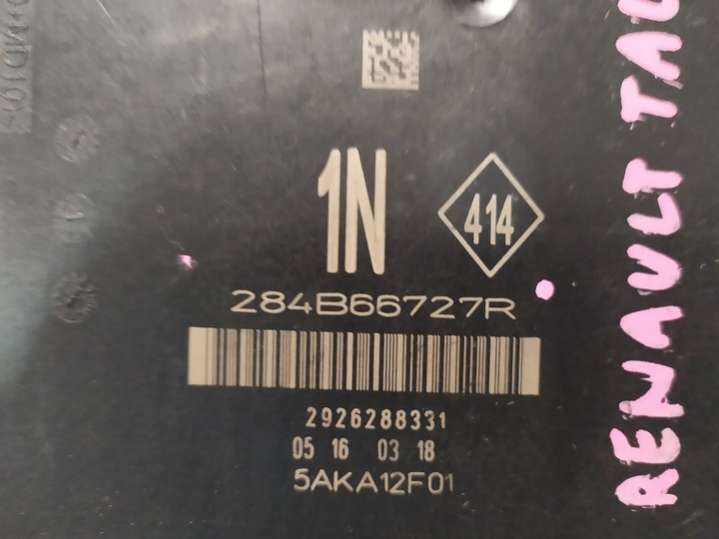 1N
414
284B66727R
2926288331
05 16 03 18
5AKA12F01
RENAULT